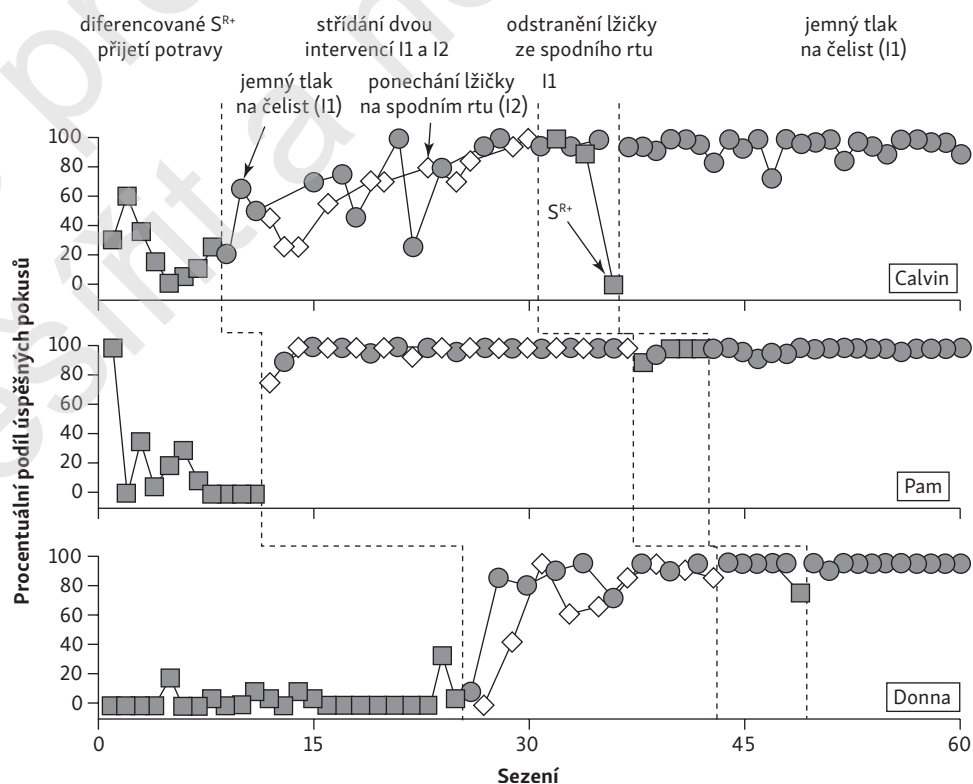 diferencované S^R+
přijetí potravy
střídání dvou
intervencí I1 a I2
odstranění lžičky
ze spodního rtu
jemný tlak
na čelist (I1)
jemný tlak
na čelist (I1)
ponechání lžičky
na spodním rtu (I2)
I1
Procentuální podíl úspěšných pokusů
100
80
60
40
20
0
S^R+
Calvin
100
80
60
40
20
0
Pam
100
80
60
40
20
0
Donna
0
15
30
45
60
Sezení